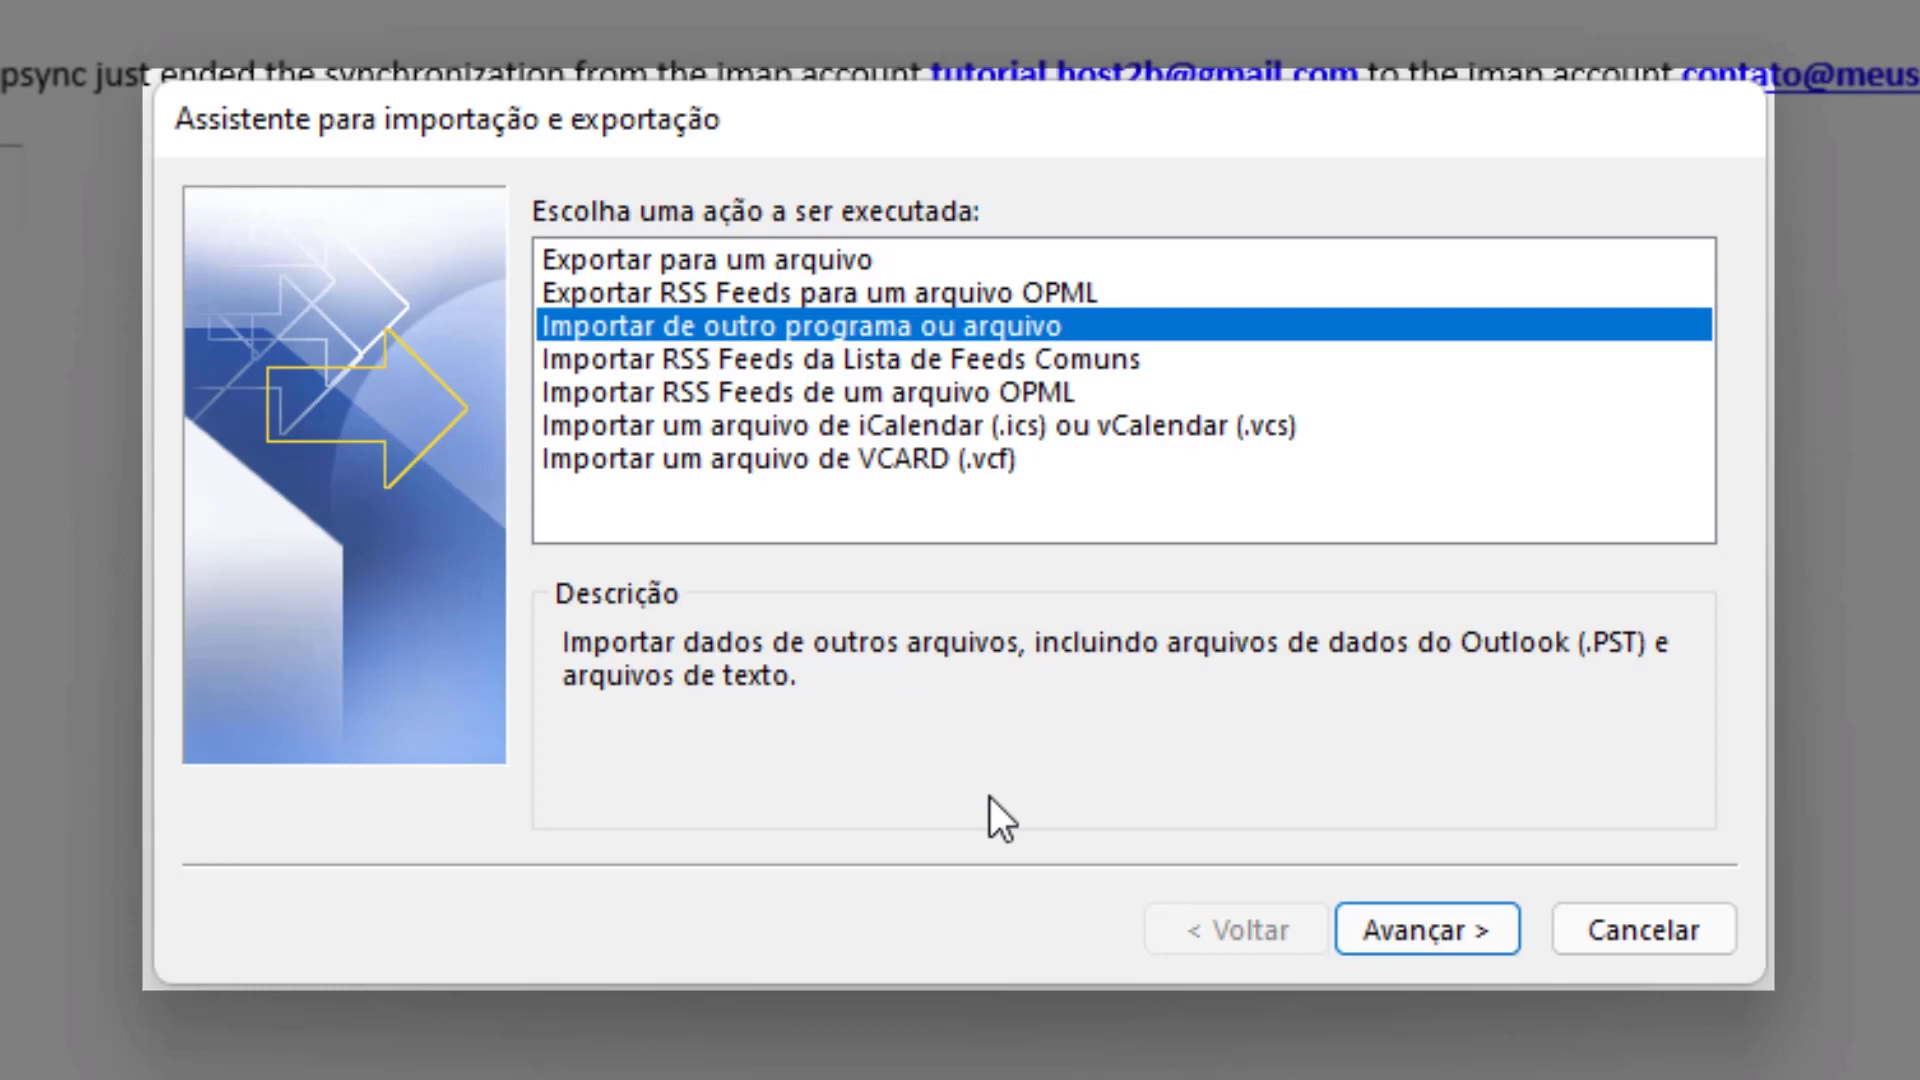 psync just ended the synchronization from the imap account tutorial.host2b@gmail.com to the imap account contato@meus
Assistente para importação e exportação
Escolha uma ação a ser executada:
Exportar para um arquivo
Exportar RSS Feeds para um arquivo OPML
Importar de outro programa ou arquivo
Importar RSS Feeds da Lista de Feeds Comuns
Importar RSS Feeds de um arquivo OPML
Importar um arquivo de iCalendar (.ics) ou vCalendar (.vcs)
Importar um arquivo de VCARD (.vcf)
Descrição
Importar dados de outros arquivos, incluindo arquivos de dados do Outlook (.PST) e
arquivos de texto.
< Voltar
Avançar >
Cancelar